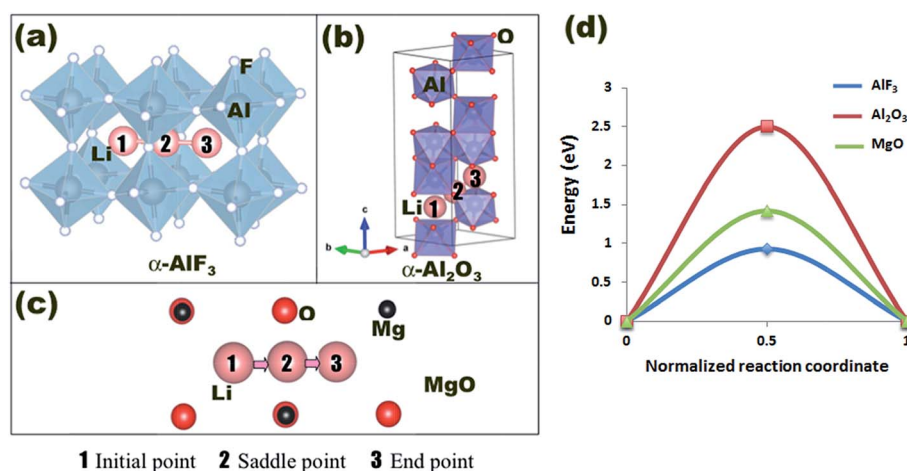 (a)
F
Al
Li
1
2
3
α-AlF₃
(b)
O
Al
Li
1
2
3
c
b
a
α-Al₂O₃
(c)
O
Mg
1
2
3
Li
MgO
1 Initial point 2 Saddle point 3 End point
(d)
AlF₃
Al₂O₃
MgO
Energy (eV)
3
2.5
2
1.5
1
0.5
0
0
0.5
1
Normalized reaction coordinate